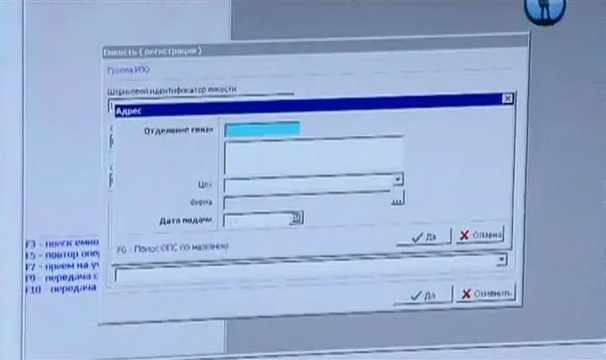 Емкость ( регистрация )
Группа ИПО
Штриховой идентификатор емкости
Адрес
Отделение связи
Цех
Фирма
Дата подачи
Да
Отмена
F6 - Поиск ОПС по названию
F3 - поиск емко
F5 - повтор опе
F7 - прием на у
F9 - передача с
F10 - передача
Да
Отменить